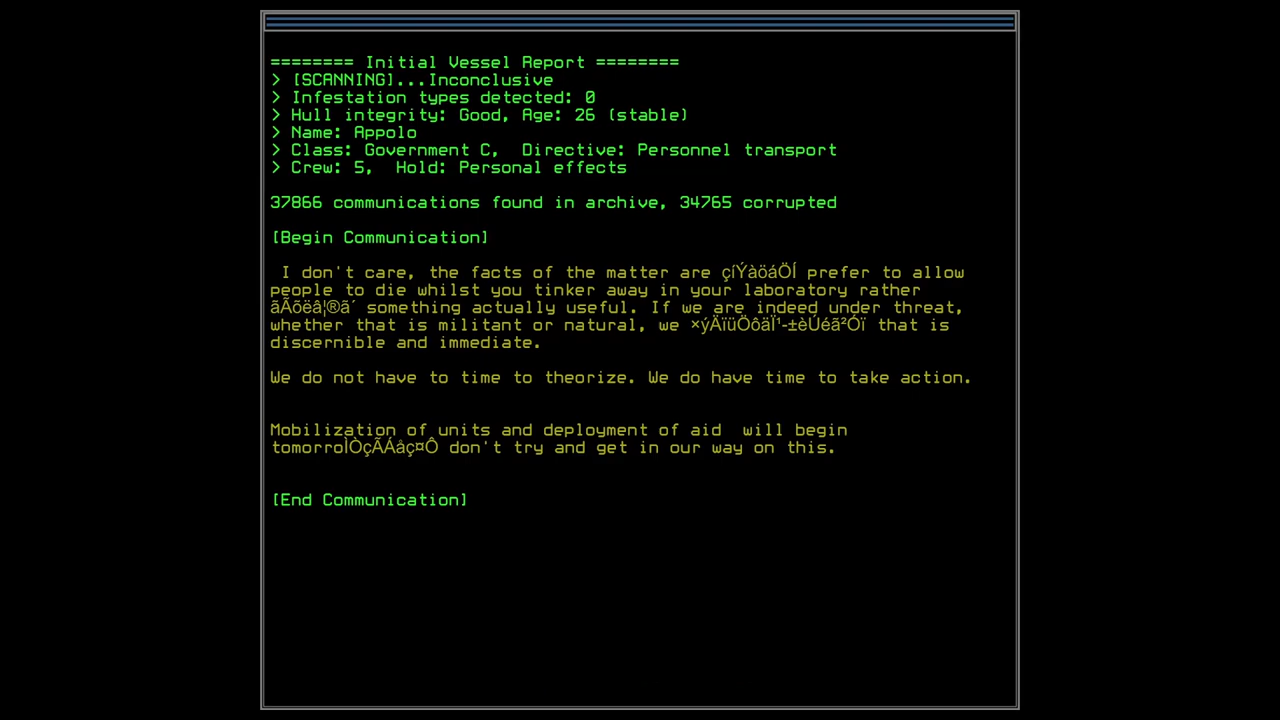 ======== Initial Vessel Report ========
> [SCANNING]...Inconclusive
> Infestation types detected: 0
> Hull integrity: Good, Age: 26 (stable)
> Name: Appolo
> Class: Government C,  Directive: Personnel transport
> Crew: 5,  Hold: Personal effects
37866 communications found in archive, 34765 corrupted
[Begin Communication]
I don't care, the facts of the matter are çíÝàöáÖÍ prefer to allow
people to die whilst you tinker away in your laboratory rather
ãÃõëâ¦®ã´ something actually useful. If we are indeed under threat,
whether that is militant or natural, we ×ýÄïüÖôäÏ¹-±èÚéã²Óï that is
discernible and immediate.
We do not have to time to theorize. We do have time to take action.
Mobilization of units and deployment of aid  will begin
tomorroÌÒçÃÁâç¤Ô don't try and get in our way on this.
[End Communication]